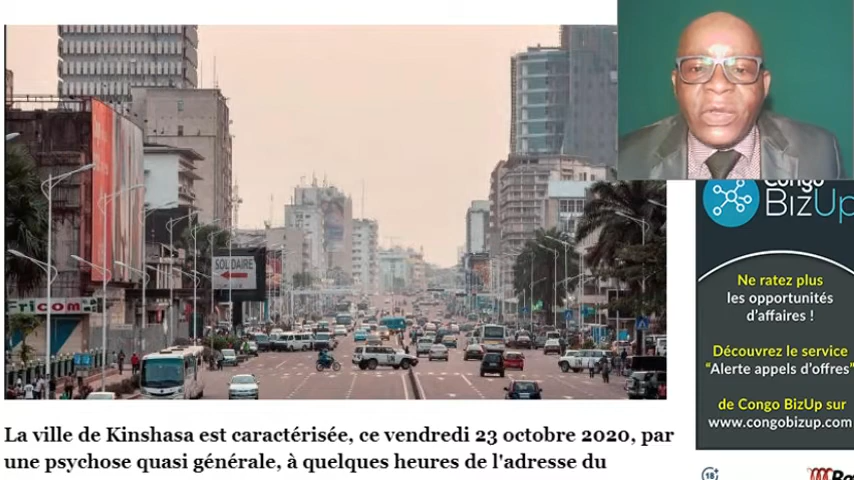 SOLIDAIRE
La ville de Kinshasa est caractérisée, ce vendredi 23 octobre 2020, par
une psychose quasi générale, à quelques heures de l'adresse du
Congo
BizUp
Ne ratez plus
les opportunités
d'affaires !
Découvrez le service
“Alerte appels d'offres”
de Congo BizUp sur
www.congobizup.com
18